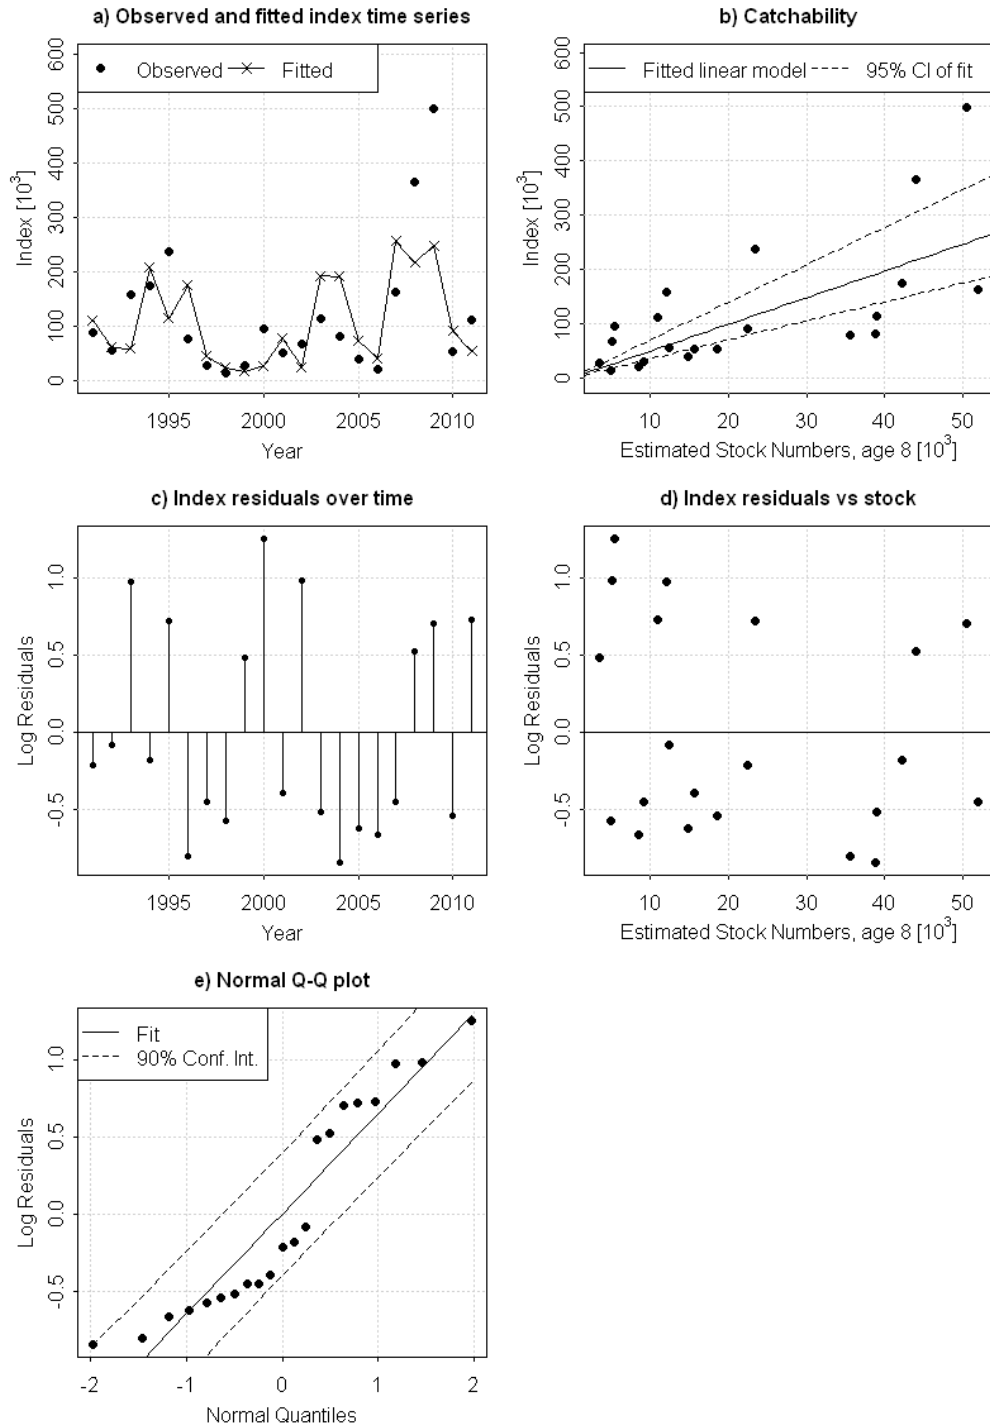 a) Observed and fitted index time series
Observed Fitted
Index [10³]
0 100 200 300 400 500 600
1995 2000 2005 2010
Year
b) Catchability
Fitted linear model 95% CI of fit
Index [10³]
0 100 200 300 400 500 600
10 20 30 40 50
Estimated Stock Numbers, age 8 [10³]
c) Index residuals over time
Log Residuals
-0.5 0.0 0.5 1.0
1995 2000 2005 2010
Year
d) Index residuals vs stock
Log Residuals
-0.5 0.0 0.5 1.0
10 20 30 40 50
Estimated Stock Numbers, age 8 [10³]
e) Normal Q-Q plot
Fit
90% Conf. Int.
Log Residuals
-0.5 0.0 0.5 1.0
-2 -1 0 1 2
Normal Quantiles